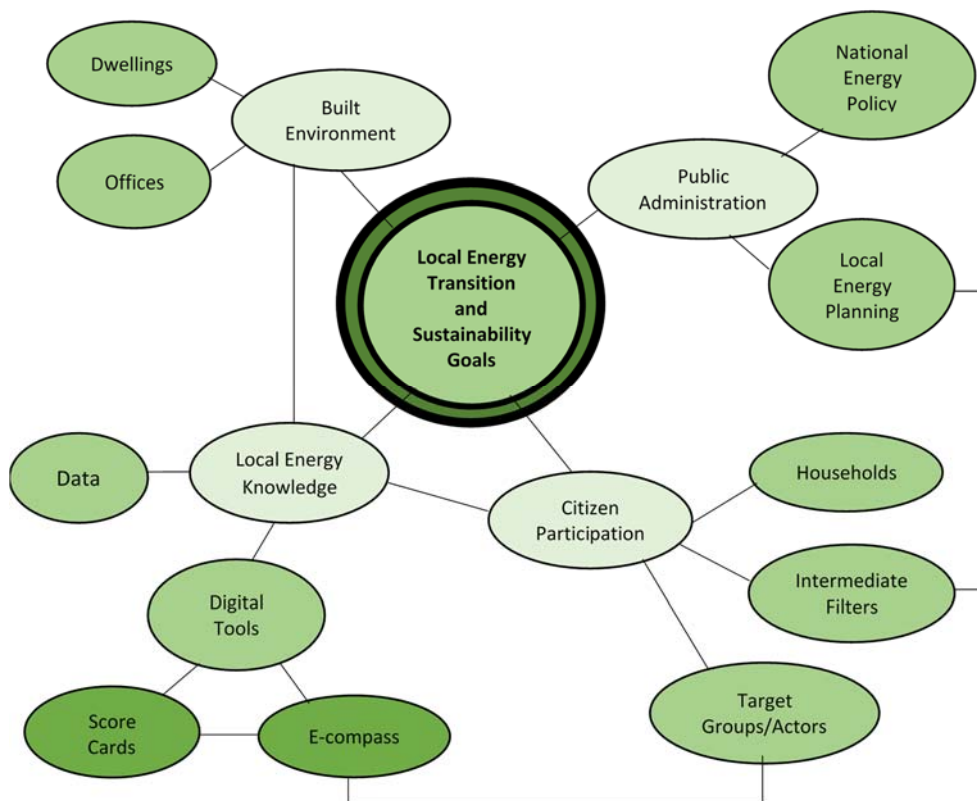 Dwellings
Built
Environment
National
Energy
Policy
Offices
Public
Administration
Local Energy
Transition
and
Sustainability
Goals
Local
Energy
Planning
Data
Local Energy
Knowledge
Citizen
Participation
Households
Intermediate
Filters
Digital
Tools
Target
Groups/Actors
Score
Cards
E-compass